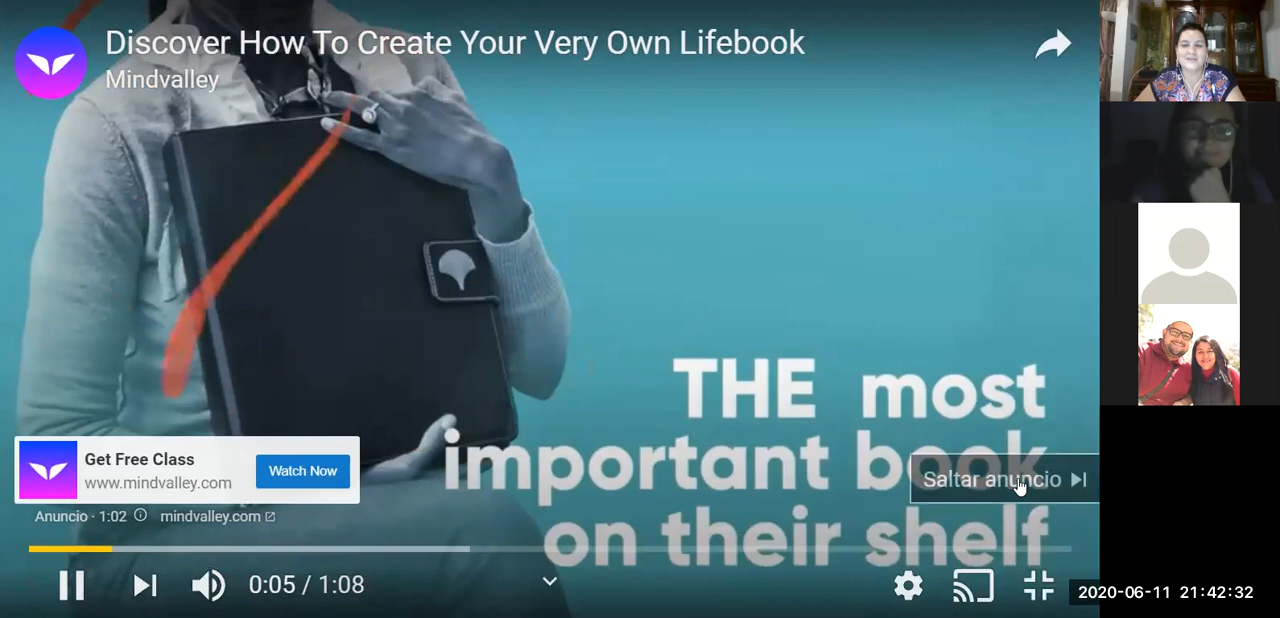 Discover How To Create Your Very Own Lifebook
Mindvalley
THE most
important book
on their shelf
Saltar anuncio
Get Free Class
www.mindvalley.com
Watch Now
Anuncio · 1:02
mindvalley.com
0:05 / 1:08
2020-06-11 21:42:32